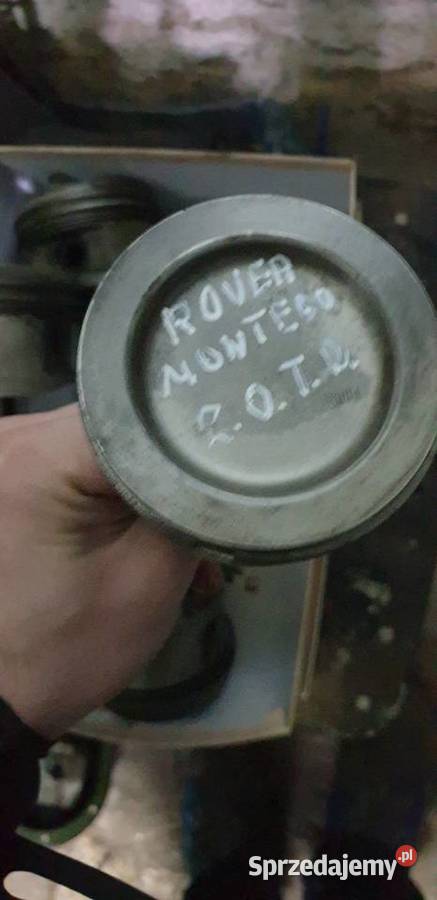 ROVER
MONTEGO
2.0.T.D.
Sprzedajemy.pl